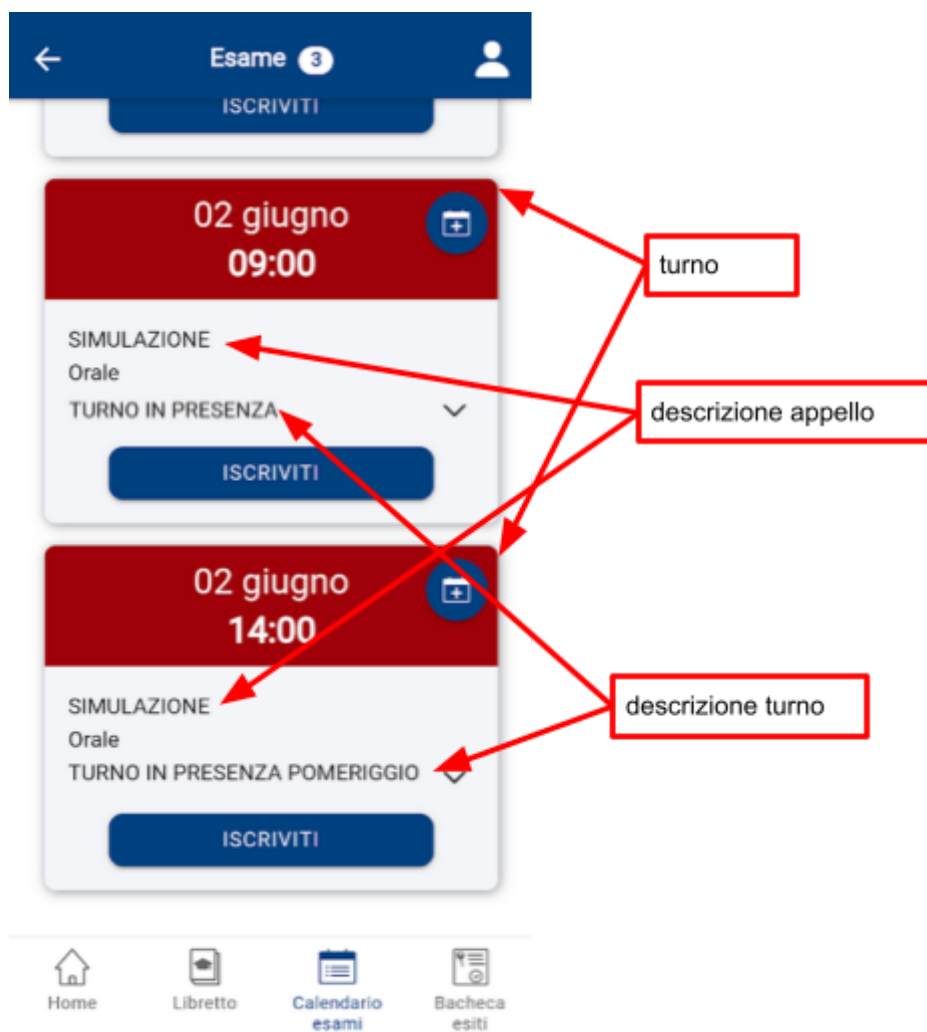 Esame 3
ISCRIVITI
02 giugno
09:00
turno
SIMULAZIONE
Orale
descrizione appello
TURNO IN PRESENZA
ISCRIVITI
02 giugno
14:00
SIMULAZIONE
descrizione turno
Orale
TURNO IN PRESENZA POMERIGGIO
ISCRIVITI
Home
Libretto
Calendario
esami
Bacheca
esiti